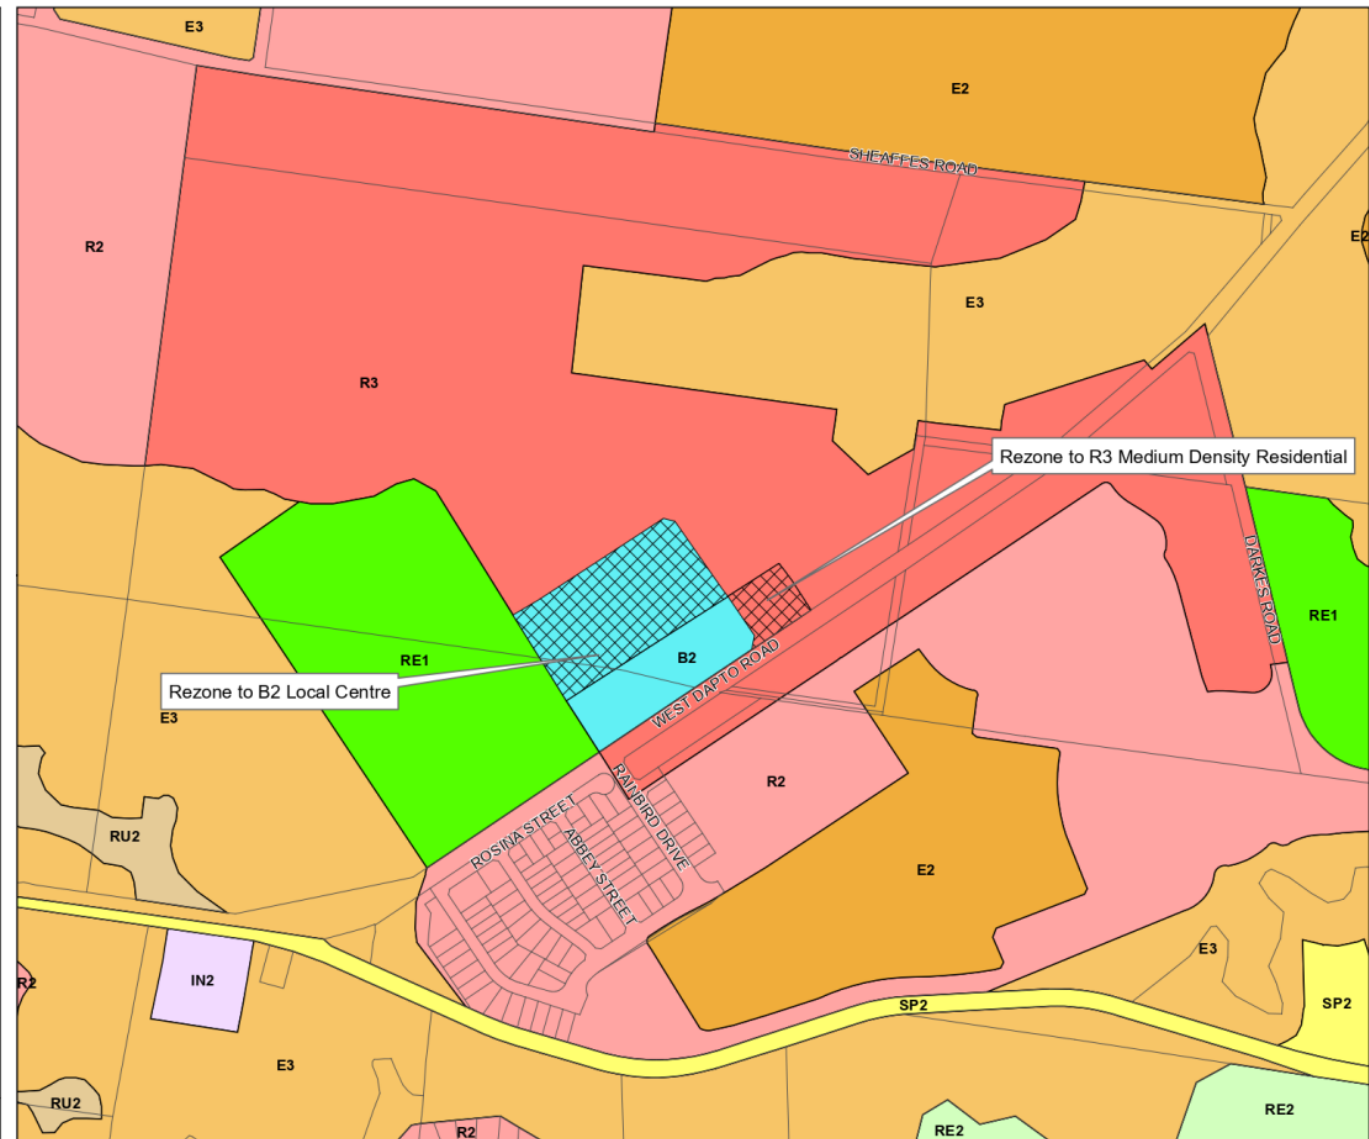 E3
E2
SHEAFFES ROAD
R2
E2
E3
R3
Rezone to R3 Medium Density Residential
DARKES ROAD
RE1
B2
RE1
WEST DAPTO ROAD
Rezone to B2 Local Centre
E3
R2
RAINBIRD DRIVE
ROSINA STREET
ABBEY STREET
RU2
E2
E3
R2
IN2
SP2
SP2
E3
RU2
R2
RE2
RE2